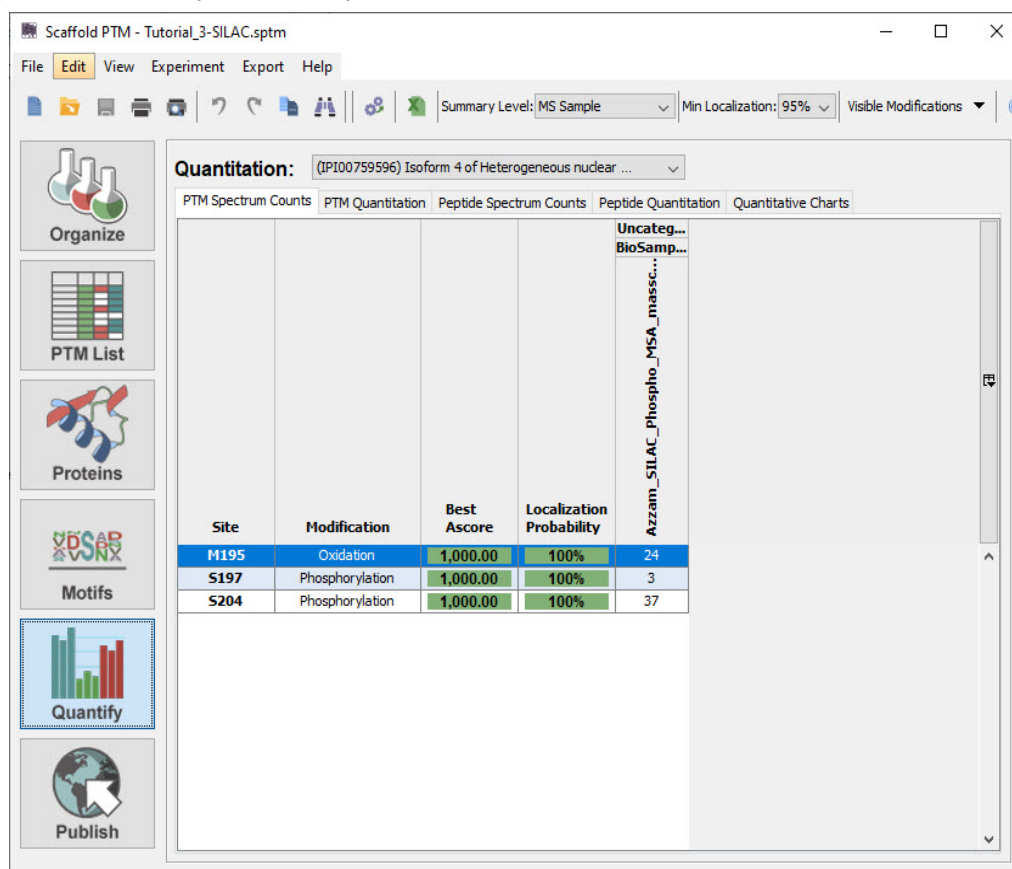 Scaffold PTM - Tutorial_3-SILAC.sptm
File Edit View Experiment Export Help
Summary Level: MS Sample Min Localization: 95% Visible Modifications
Organize
PTM List
Proteins
Motifs
Quantify
Publish
Quantitation: (IPI00759596) Isoform 4 of Heterogeneous nuclear ...
PTM Spectrum Counts PTM Quantitation Peptide Spectrum Counts Peptide Quantitation Quantitative Charts
Uncateg...
BioSamp...
Azzam_SILAC_Phospho_MSA_massc...
Site Modification Best Ascore Localization Probability
M195 Oxidation 1,000.00 100% 24
S197 Phosphorylation 1,000.00 100% 3
S204 Phosphorylation 1,000.00 100% 37